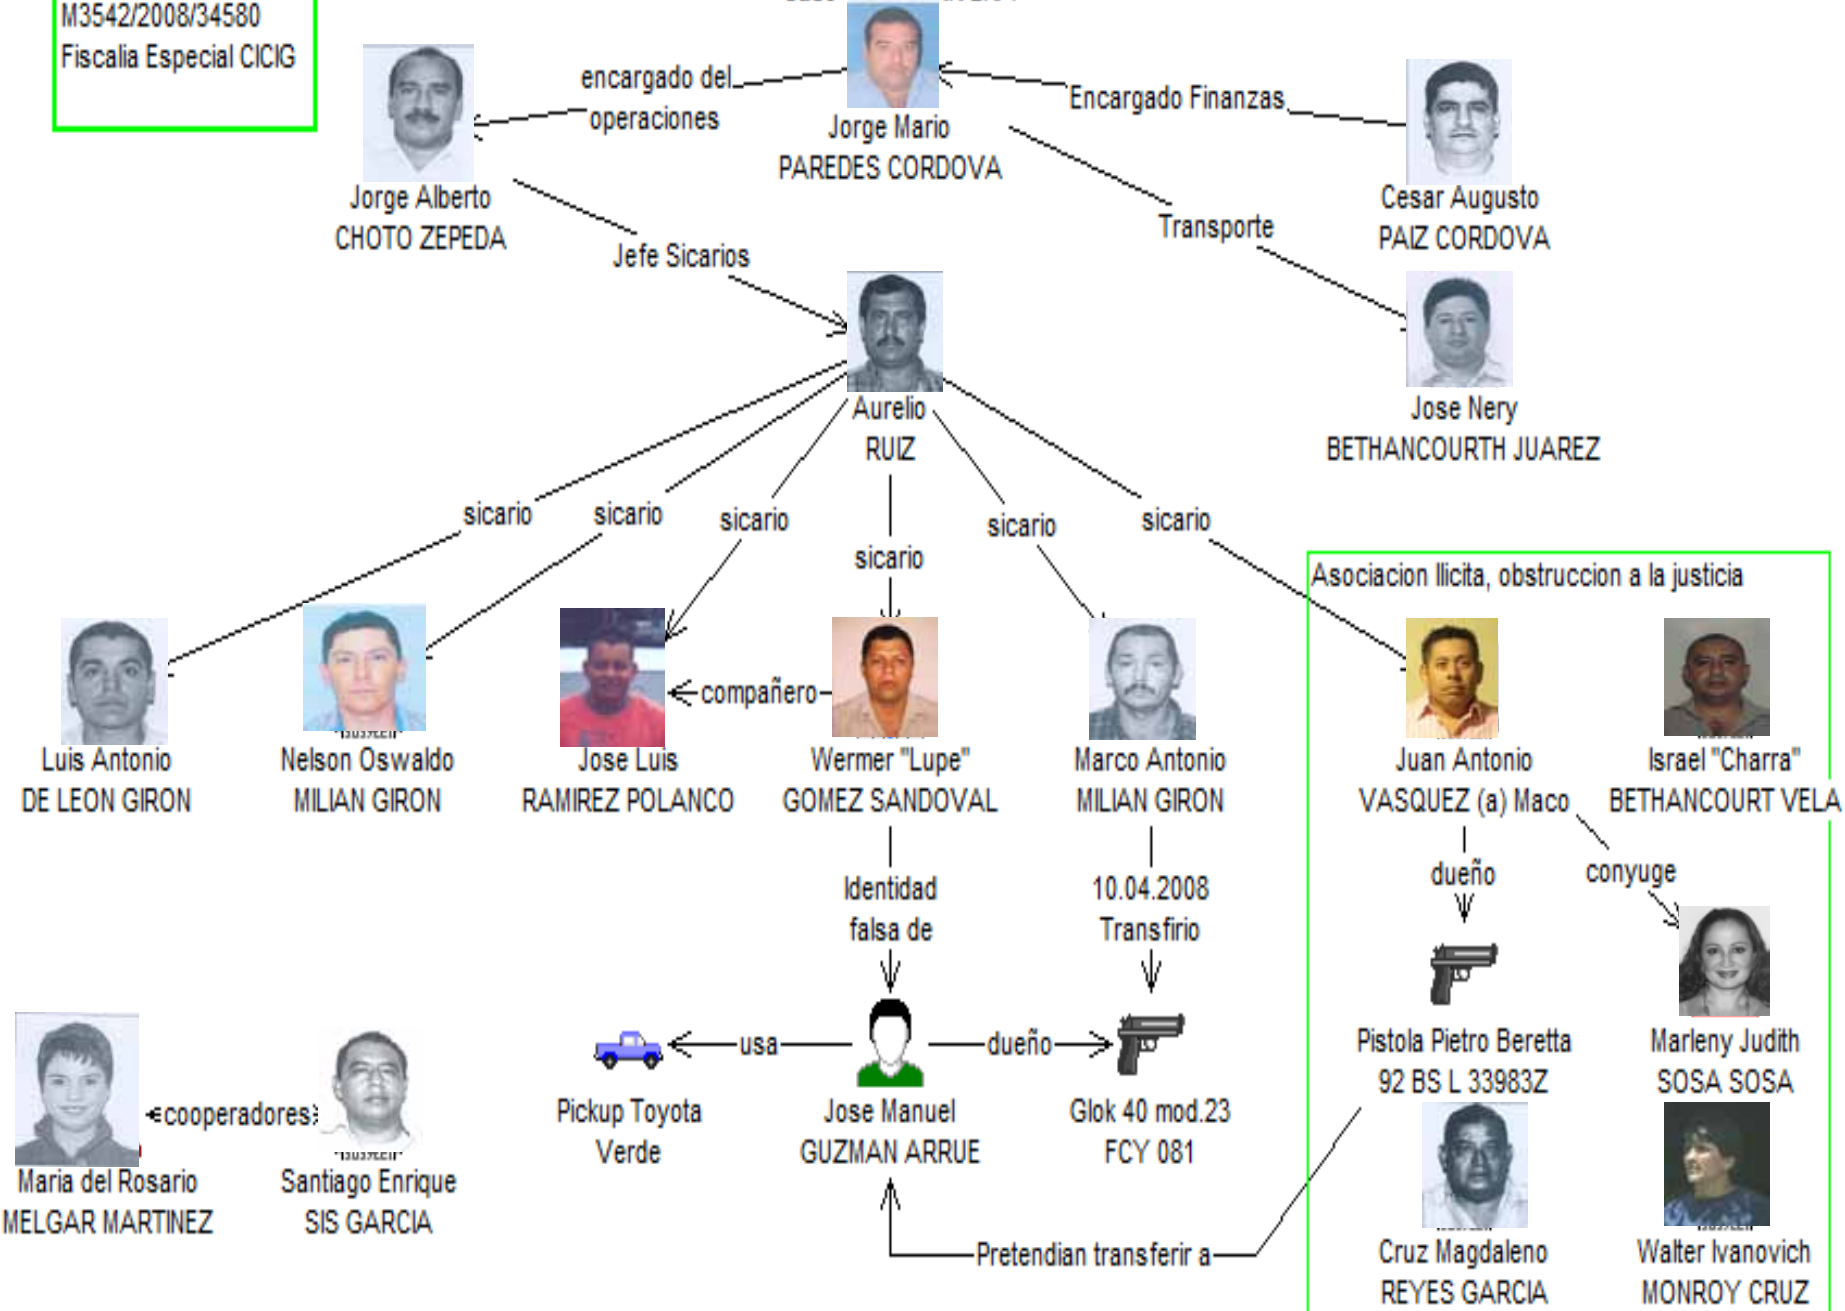 M3542/2008/34580
Fiscalia Especial CICIG
encargado del
operaciones
Encargado Finanzas
Jorge Mario
PAREDES CORDOVA
Jorge Alberto
CHOTO ZEPEDA
Cesar Augusto
PAIZ CORDOVA
Transporte
Jefe Sicarios
Aurelio
RUIZ
Jose Nery
BETHANCOURTH JUAREZ
sicario
sicario
sicario
sicario
sicario
sicario
Asociacion Ilicita, obstruccion a la justicia
compañero
Luis Antonio
DE LEON GIRON
Nelson Oswaldo
MILIAN GIRON
Jose Luis
RAMIREZ POLANCO
Wermer "Lupe"
GOMEZ SANDOVAL
Marco Antonio
MILIAN GIRON
Juan Antonio
VASQUEZ (a) Maco
Israel "Charra"
BETHANCOURT VELA
Identidad
falsa de
10.04.2008
Transfirio
dueño
conyuge
usa
dueño
Pistola Pietro Beretta
92 BS L 33983Z
Marleny Judith
SOSA SOSA
cooperadores
Pickup Toyota
Verde
Jose Manuel
GUZMAN ARRUE
Glok 40 mod.23
FCY 081
Maria del Rosario
MELGAR MARTINEZ
Santiago Enrique
SIS GARCIA
Pretendian transferir a
Cruz Magdaleno
REYES GARCIA
Walter Ivanovich
MONROY CRUZ